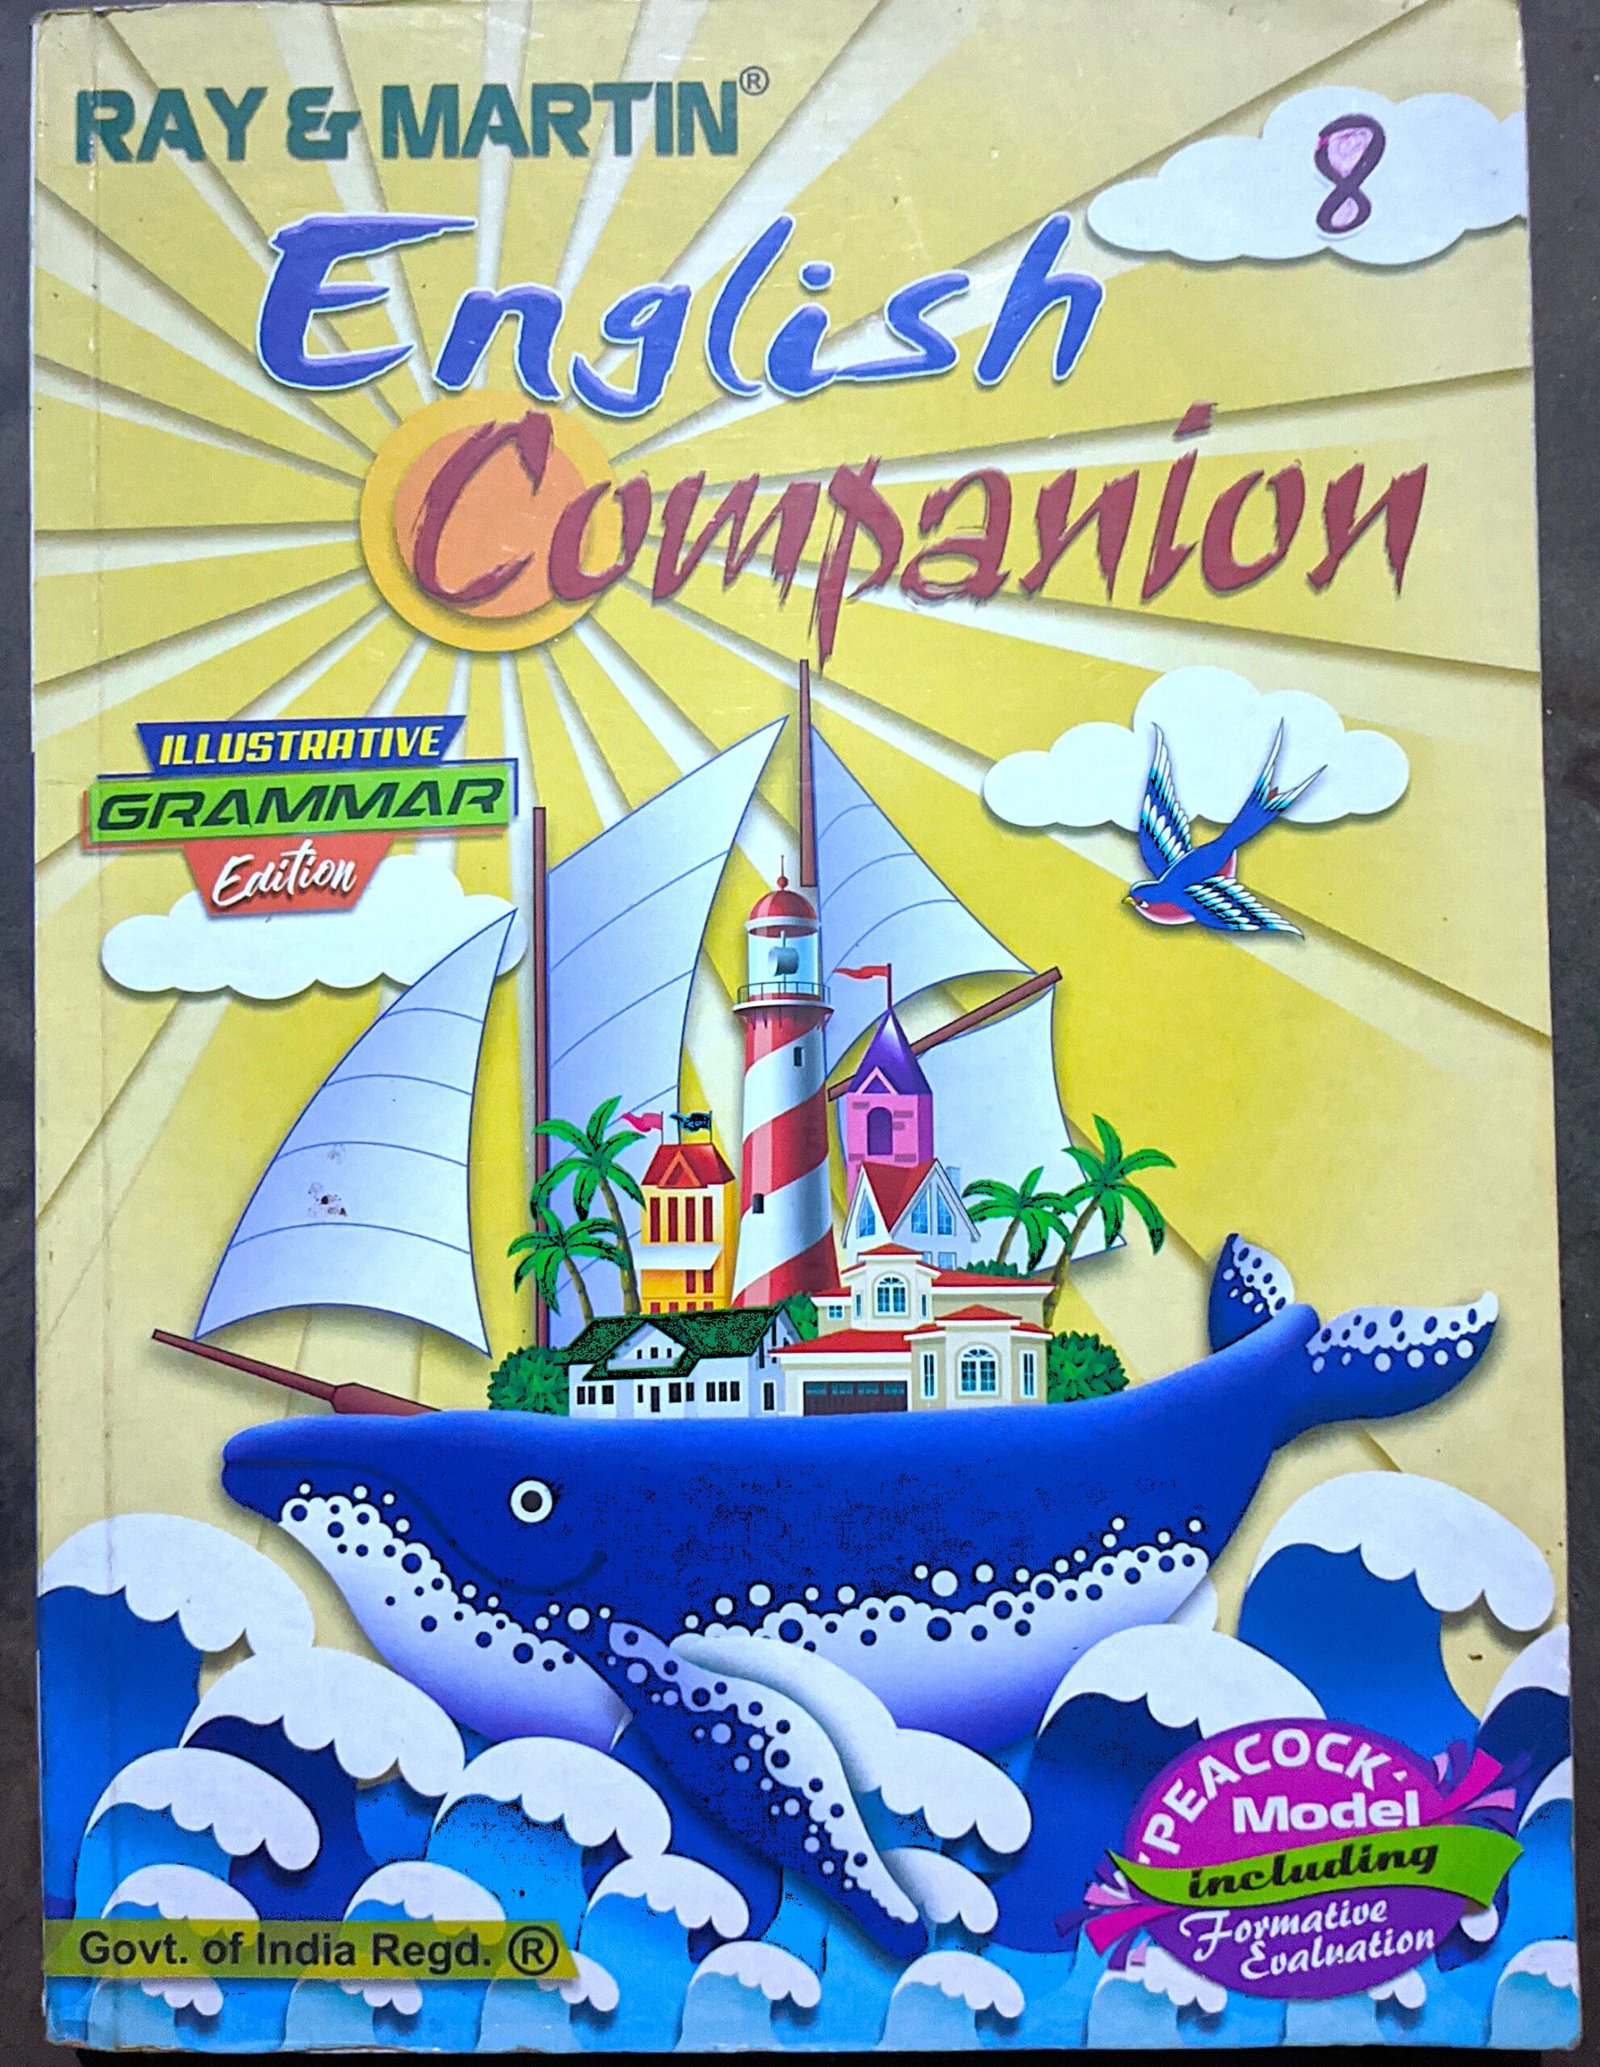 RAY & MARTIN®
8
English
Companion
ILLUSTRATIVE
GRAMMAR
Edition
"PEACOCK"
Model
including
Formative
Evaluation
Govt. of India Regd. ®